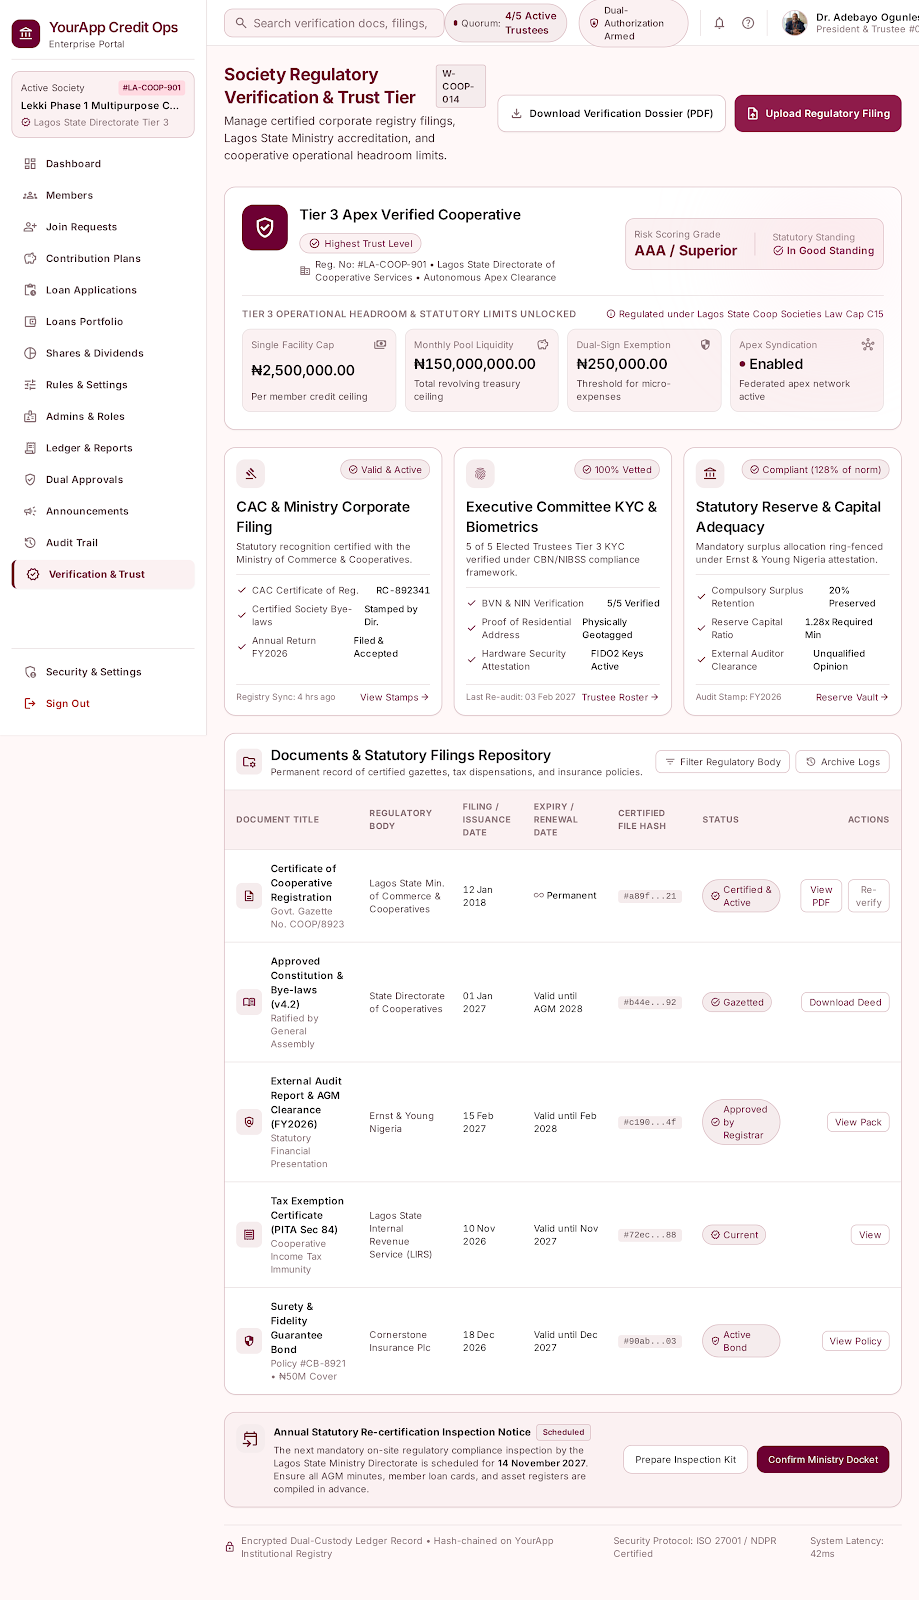 YourApp Credit Ops
Enterprise Portal
Active Society
#LA-COOP-901
Lekki Phase 1 Multipurpose C...
Lagos State Directorate Tier 3
Dashboard
Members
Join Requests
Contribution Plans
Loan Applications
Loans Portfolio
Shares & Dividends
Rules & Settings
Admins & Roles
Ledger & Reports
Dual Approvals
Announcements
Audit Trail
Verification & Trust
Security & Settings
Sign Out
Search verification docs, filings,
Quorum:
4/5 Active
Trustees
Dual-
Authorization
Armed
Dr. Adebayo Ogunle
President & Trustee #0
Society Regulatory
Verification & Trust Tier
W-
COOP-
014
Manage certified corporate registry filings,
Lagos State Ministry accreditation, and
cooperative operational headroom limits.
Download Verification Dossier (PDF)
Upload Regulatory Filing
Tier 3 Apex Verified Cooperative
Highest Trust Level
Reg. No: #LA-COOP-901 • Lagos State Directorate of
Cooperative Services • Autonomous Apex Clearance
Risk Scoring Grade
AAA / Superior
Statutory Standing
In Good Standing
TIER 3 OPERATIONAL HEADROOM & STATUTORY LIMITS UNLOCKED
Regulated under Lagos State Coop Societies Law Cap C15
Single Facility Cap
₦2,500,000.00
Per member credit ceiling
Monthly Pool Liquidity
₦150,000,000.00
Total revolving treasury
ceiling
Dual-Sign Exemption
₦250,000.00
Threshold for micro-
expenses
Apex Syndication
• Enabled
Federated apex network
active
Valid & Active
CAC & Ministry Corporate
Filing
Statutory recognition certified with the
Ministry of Commerce & Cooperatives.
CAC Certificate of Reg.
RC-892341
Certified Society Bye-
laws
Stamped by
Dir.
Annual Return
FY2026
Filed &
Accepted
Registry Sync: 4 hrs ago
View Stamps →
100% Vetted
Executive Committee KYC &
Biometrics
5 of 5 Elected Trustees Tier 3 KYC
verified under CBN/NIBSS compliance
framework.
BVN & NIN Verification
5/5 Verified
Proof of Residential
Address
Physically
Geotagged
Hardware Security
Attestation
FIDO2 Keys
Active
Last Re-audit: 03 Feb 2027
Trustee Roster →
Compliant (128% of norm)
Statutory Reserve & Capital
Adequacy
Mandatory surplus allocation ring-fenced
under Ernst & Young Nigeria attestation.
Compulsory Surplus
Retention
20%
Preserved
Reserve Capital
Ratio
1.28x Required
Min
External Auditor
Clearance
Unqualified
Opinion
Audit Stamp: FY2026
Reserve Vault →
Documents & Statutory Filings Repository
Permanent record of certified gazettes, tax dispensations, and insurance policies.
Filter Regulatory Body
Archive Logs
DOCUMENT TITLE
REGULATORY
BODY
FILING /
ISSUANCE
DATE
EXPIRY /
RENEWAL
DATE
CERTIFIED
FILE HASH
STATUS
ACTIONS
Certificate of
Cooperative
Registration
Govt. Gazette
No. COOP/8923
Lagos State Min.
of Commerce &
Cooperatives
12 Jan
2018
Permanent
#a89f...21
Certified &
Active
View
PDF
Re-
verify
Approved
Constitution &
Bye-laws
(v4.2)
Ratified by
General
Assembly
State Directorate
of Cooperatives
01 Jan
2027
Valid until
AGM 2028
#b44e...92
Gazetted
Download Deed
External Audit
Report & AGM
Clearance
(FY2026)
Statutory
Financial
Presentation
Ernst & Young
Nigeria
15 Feb
2027
Valid until Feb
2028
#c190...4f
Approved
by
Registrar
View Pack
Tax Exemption
Certificate
(PITA Sec 84)
Cooperative
Income Tax
Immunity
Lagos State
Internal
Revenue
Service (LIRS)
10 Nov
2026
Valid until Nov
2027
#72ec...88
Current
View
Surety &
Fidelity
Guarantee
Bond
Policy #CB-8921
• ₦50M Cover
Cornerstone
Insurance Plc
18 Dec
2026
Valid until Dec
2027
#90ab...03
Active
Bond
View Policy
Annual Statutory Re-certification Inspection Notice
Scheduled
The next mandatory on-site regulatory compliance inspection by the
Lagos State Ministry Directorate is scheduled for 14 November 2027.
Ensure all AGM minutes, member loan cards, and asset registers are
compiled in advance.
Prepare Inspection Kit
Confirm Ministry Docket
Encrypted Dual-Custody Ledger Record • Hash-chained on YourApp
Institutional Registry
Security Protocol: ISO 27001 / NDPR
Certified
System Latency:
42ms